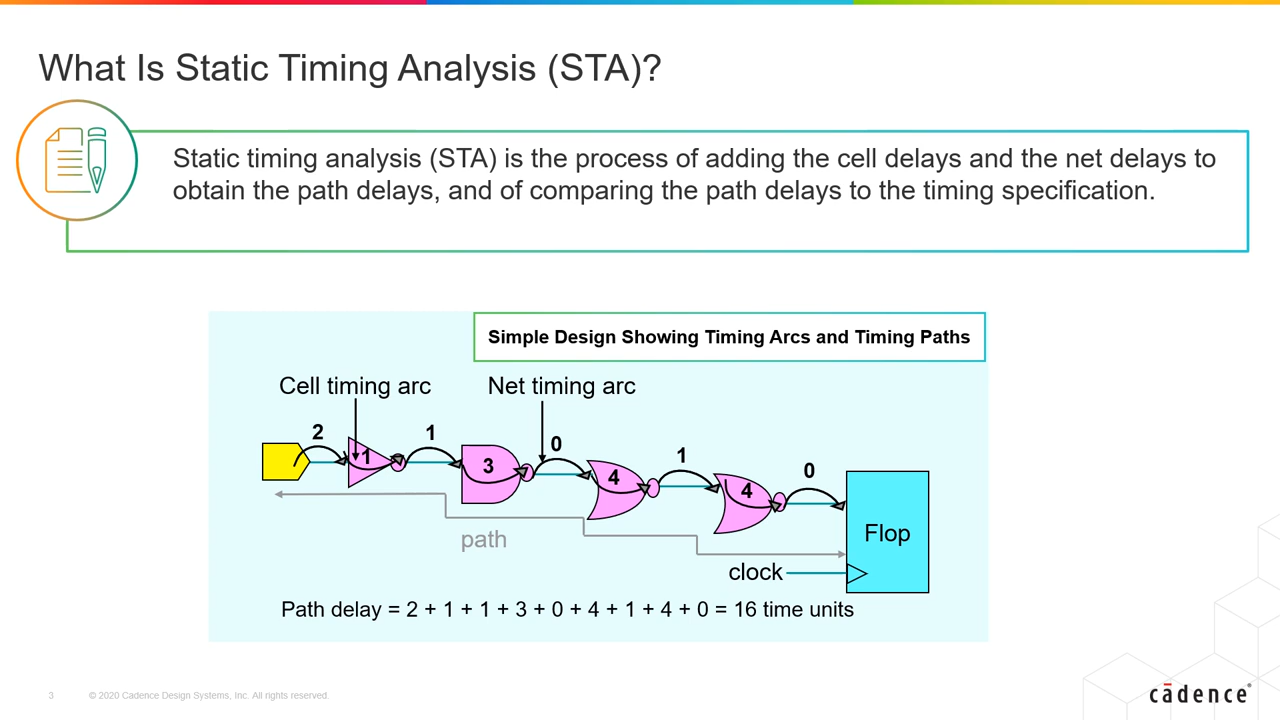 What Is Static Timing Analysis (STA)?
Static timing analysis (STA) is the process of adding the cell delays and the net delays to
obtain the path delays, and of comparing the path delays to the timing specification.
Simple Design Showing Timing Arcs and Timing Paths
Cell timing arc
Net timing arc
2
1
1
3
0
4
1
4
0
Flop
path
clock
Path delay = 2 + 1 + 1 + 3 + 0 + 4 + 1 + 4 + 0 = 16 time units
3
© 2020 Cadence Design Systems, Inc. All rights reserved.
cādence®